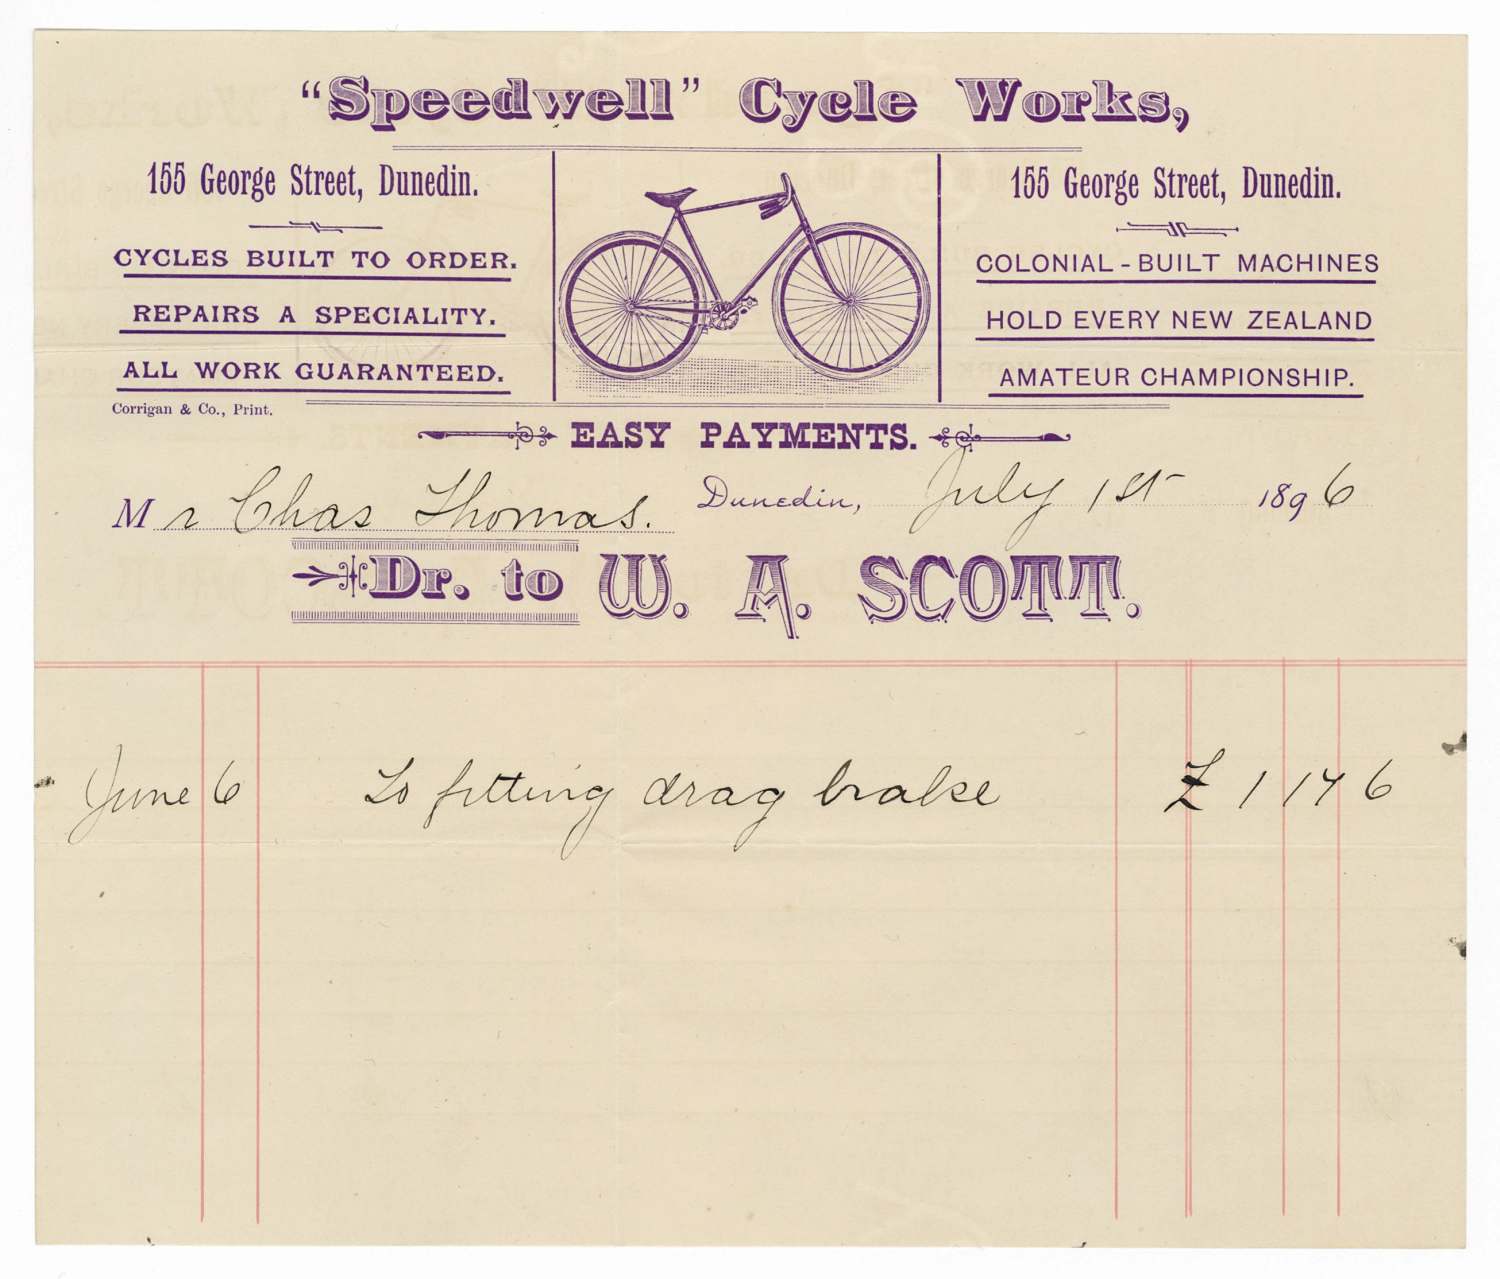 "Speedwell" Cycle Works,
155 George Street, Dunedin.
CYCLES BUILT TO ORDER.
REPAIRS A SPECIALITY.
ALL WORK GUARANTEED.
Corrigan & Co., Print.
155 George Street, Dunedin.
COLONIAL-BUILT MACHINES
HOLD EVERY NEW ZEALAND
AMATEUR CHAMPIONSHIP.
EASY PAYMENTS.
Dunedin, July 1st 1896
Mr Chas Thomas.
Dr. to W. A. SCOTT.
June 6 To fitting drag brake £1 14 6